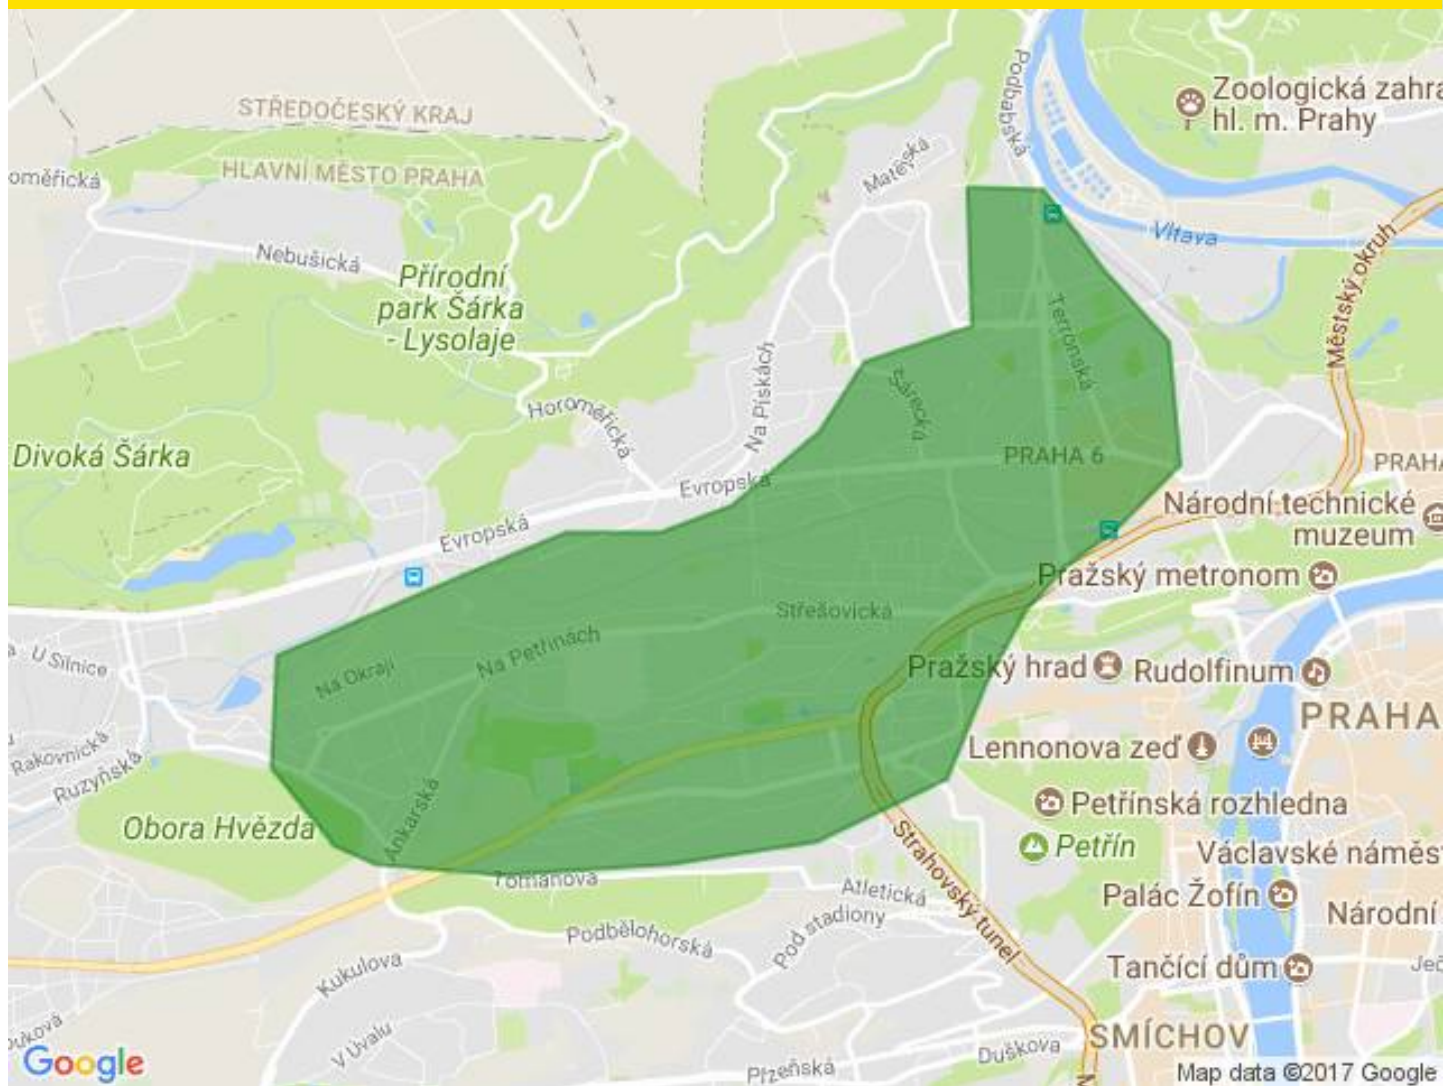 Podbabská
Zoologická zahra
hl. m. Prahy
STŘEDOČESKÝ KRAJ
HLAVNÍ MĚSTO PRAHA
oměřická
Matějská
Nebušická
Vltava
Městský okruh
Přírodní
park Šárka
- Lysolaje
Terronská
Na Pískách
Šárecká
Horoměřická
Divoká Šárka
PRAHA 6
PRAHA
Evropská
Národní technické
muzeum
Evropská
Pražský metronom
Střešovická
Na Petřinách
U Silnice
Na Okraji
Pražský hrad
Rudolfinum
PRAHA
Rakovnická
Ruzyňská
Lennonova zeď
Ankarská
Petřínská rozhledna
Obora Hvězda
Strahovský tunel
Petřín
Václavské náměs
Tomanova
Atletická
Palác Žofín
Národní
Pod stadiony
Podbělohorská
Kukulova
Tančící dům
Ječ
V Úvalu
SMÍCHOV
Duškova
Plzeňská
Google
Map data ©2017 Google